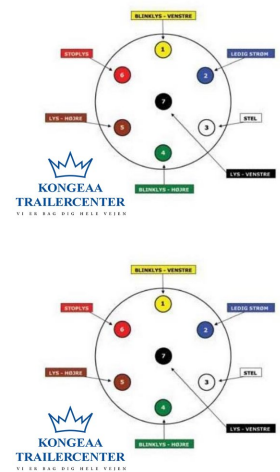 BLINKLYS - VENSTRE
STOPLYS
1
LEDIG STRØM
6
2
7
LYS - HØJRE
5
3
STEL
4
KONGEAA
TRAILERCENTER
VI ER BAG DIG HELE VEJEN
LYS - VENSTRE
BLINKLYS - HØJRE
BLINKLYS - VENSTRE
STOPLYS
1
LEDIG STRØM
6
2
7
LYS - HØJRE
5
3
STEL
4
KONGEAA
TRAILERCENTER
VI ER BAG DIG HELE VEJEN
LYS - VENSTRE
BLINKLYS - HØJRE